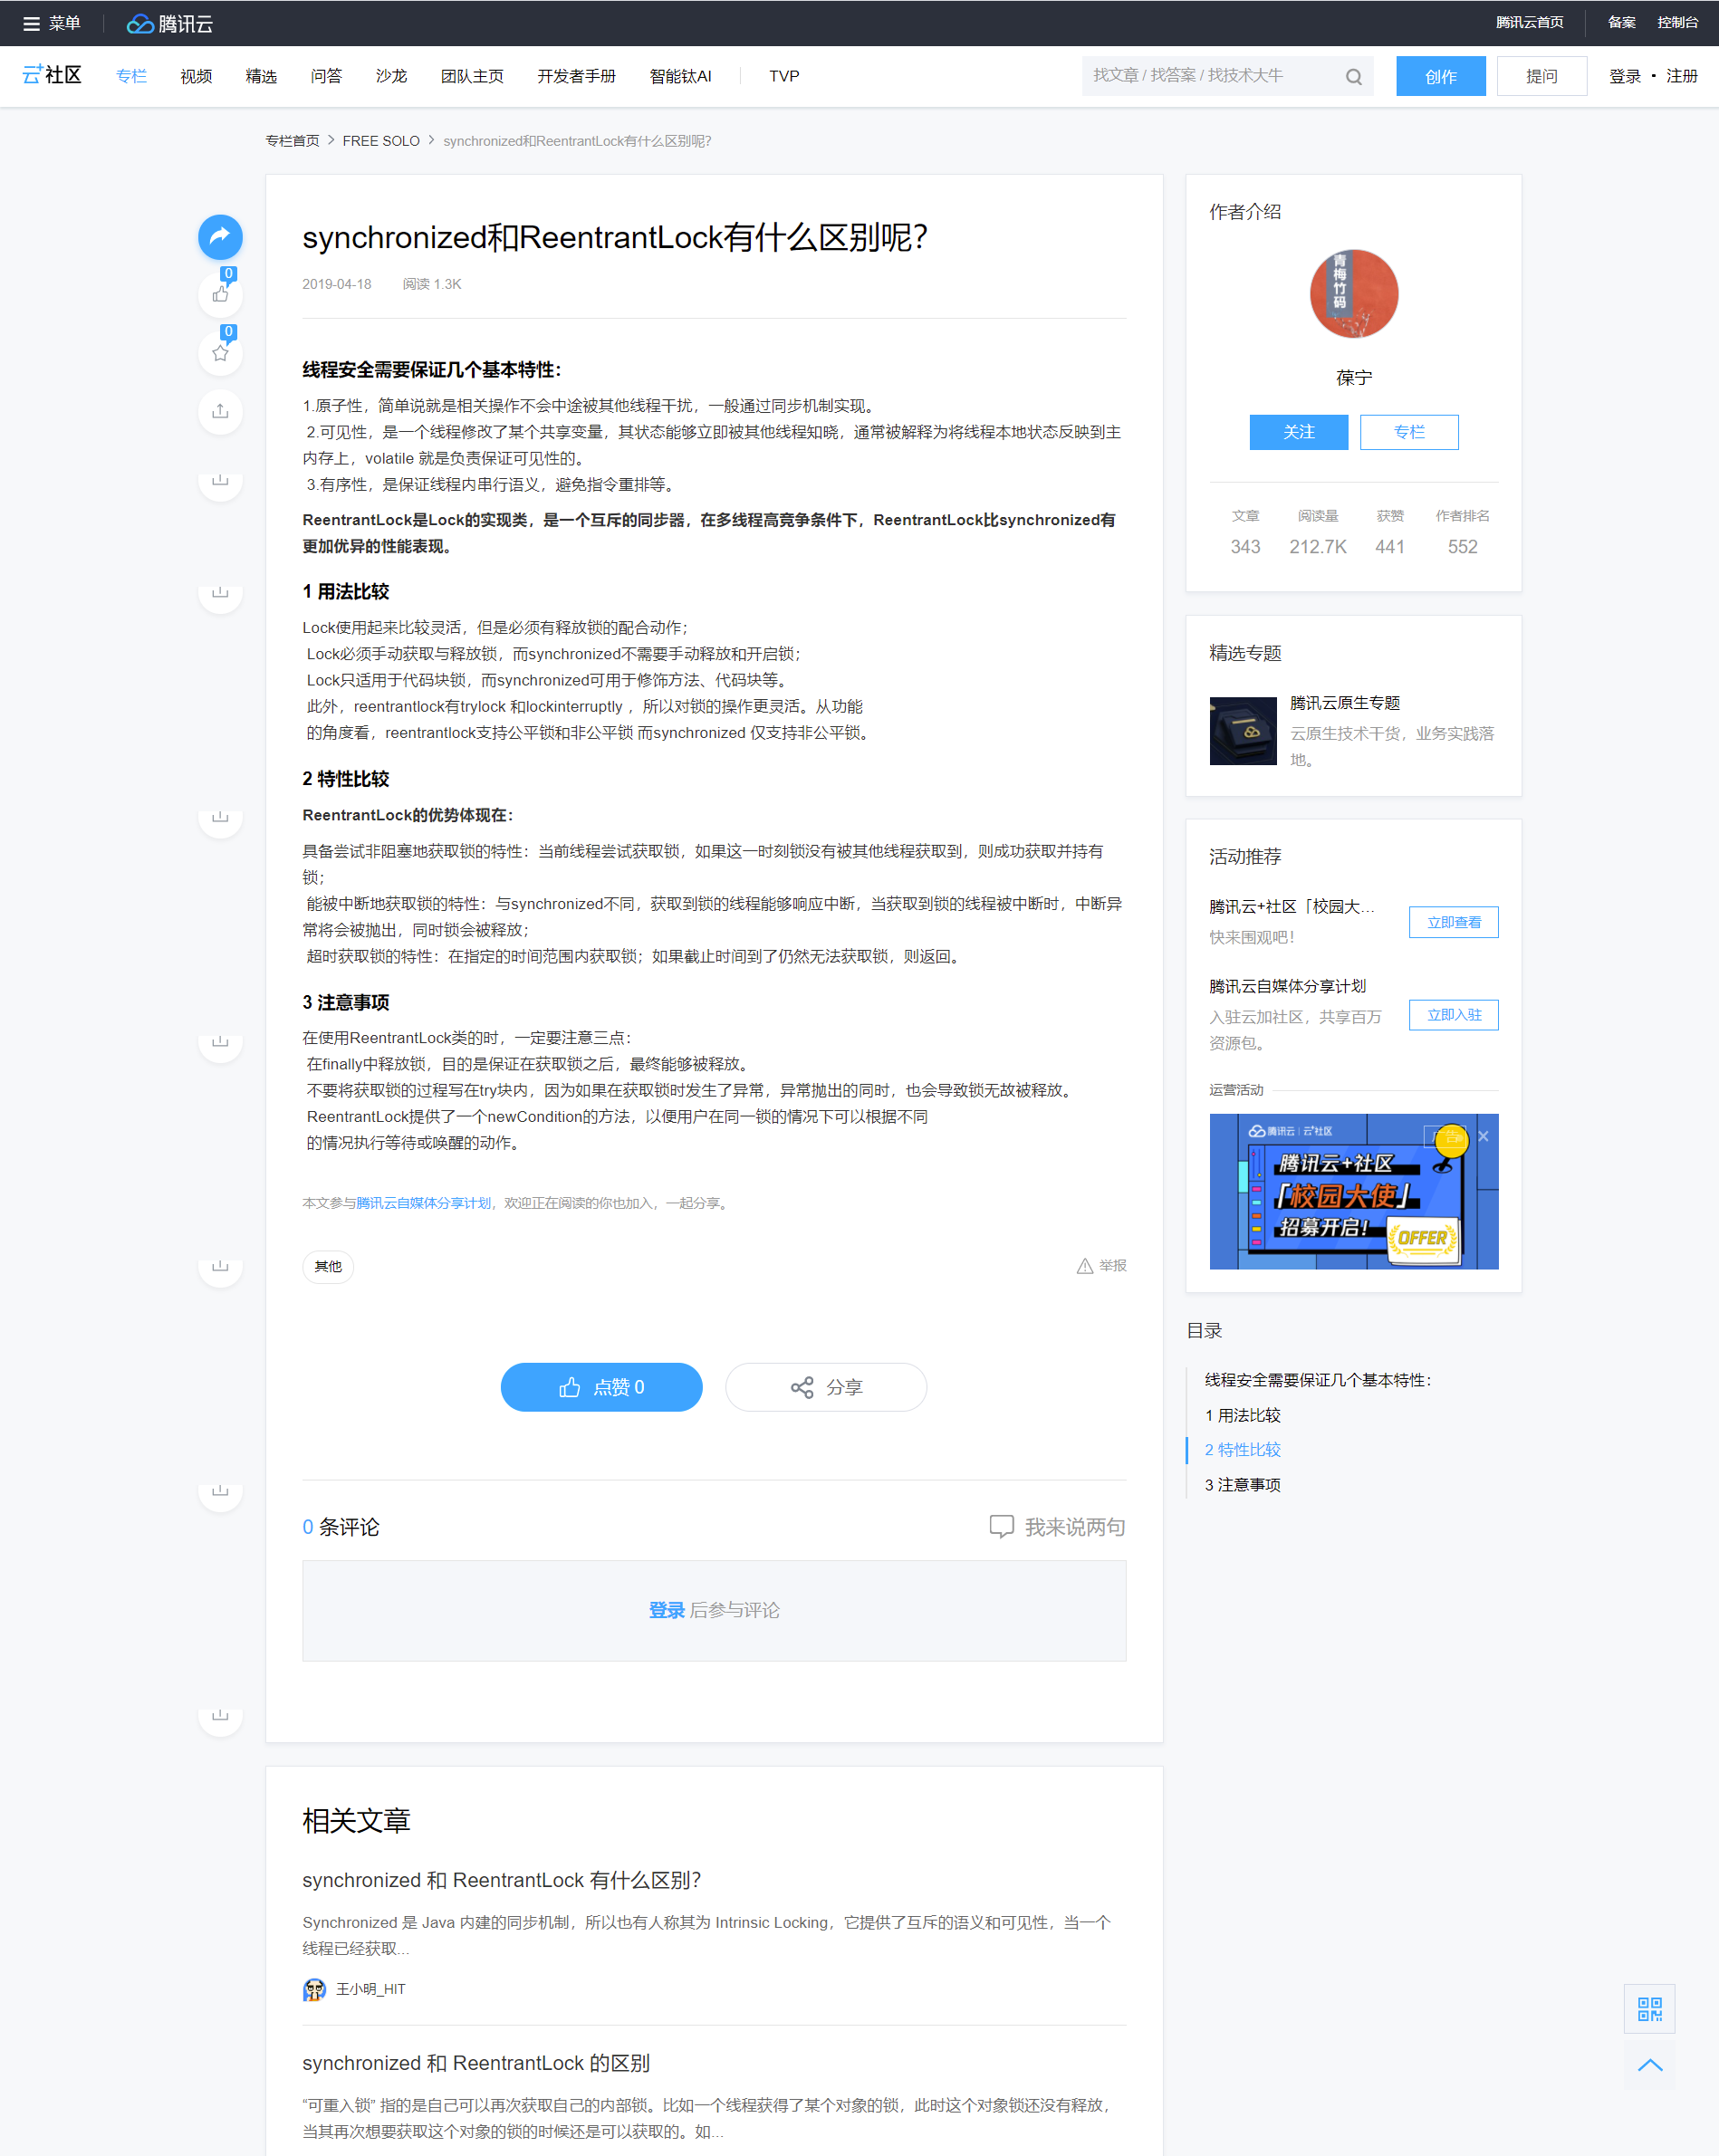 菜单
腾讯云
腾讯云首页
备案
控制台
云+社区
专栏
视频
精选
问答
沙龙
团队主页
开发者手册
智能钛AI
TVP
找文章 / 找答案 / 找技术大牛
创作
提问
登录 · 注册
专栏首页 > FREE SOLO > synchronized和ReentrantLock有什么区别呢?
synchronized和ReentrantLock有什么区别呢?
2019-04-18 阅读 1.3K
0
0
线程安全需要保证几个基本特性:
1.原子性，简单说就是相关操作不会中途被其他线程干扰，一般通过同步机制实现。
2.可见性，是一个线程修改了某个共享变量，其状态能够立即被其他线程知晓，通常被解释为将线程本地状态反映到主
内存上，volatile 就是负责保证可见性的。
3.有序性，是保证线程内串行语义，避免指令重排等。
ReentrantLock是Lock的实现类，是一个互斥的同步器，在多线程高竞争条件下，ReentrantLock比synchronized有
更加优异的性能表现。
1 用法比较
Lock使用起来比较灵活，但是必须有释放锁的配合动作；
Lock必须手动获取与释放锁，而synchronized不需要手动释放和开启锁；
Lock只适用于代码块锁，而synchronized可用于修饰方法、代码块等。
此外，reentrantlock有trylock 和lockinterruptly ，所以对锁的操作更灵活。从功能
的角度看，reentrantlock支持公平锁和非公平锁 而synchronized 仅支持非公平锁。
2 特性比较
ReentrantLock的优势体现在：
具备尝试非阻塞地获取锁的特性：当前线程尝试获取锁，如果这一时刻锁没有被其他线程获取到，则成功获取并持有
锁；
能被中断地获取锁的特性：与synchronized不同，获取到锁的线程能够响应中断，当获取到锁的线程被中断时，中断异
常将会被抛出，同时锁会被释放；
超时获取锁的特性：在指定的时间范围内获取锁；如果截止时间到了仍然无法获取锁，则返回。
3 注意事项
在使用ReentrantLock类的时，一定要注意三点：
在finally中释放锁，目的是保证在获取锁之后，最终能够被释放。
不要将获取锁的过程写在try块内，因为如果在获取锁时发生了异常，异常抛出的同时，也会导致锁无故被释放。
ReentrantLock提供了一个newCondition的方法，以便用户在同一锁的情况下可以根据不同
的情况执行等待或唤醒的动作。
本文参与腾讯云自媒体分享计划，欢迎正在阅读的你也加入，一起分享。
其他
举报
点赞 0
分享
0 条评论
我来说两句
登录 后参与评论
相关文章
synchronized 和 ReentrantLock 有什么区别?
Synchronized 是 Java 内建的同步机制，所以也有人称其为 Intrinsic Locking，它提供了互斥的语义和可见性，当一个
线程已经获取...
王小明_HIT
synchronized 和 ReentrantLock 的区别
“可重入锁” 指的是自己可以再次获取自己的内部锁。比如一个线程获得了某个对象的锁，此时这个对象锁还没有释放，
当其再次想要获取这个对象的锁的时候还是可以获取的。如...
作者介绍
青梅竹码
葆宁
关注
专栏
文章 阅读量 获赞 作者排名
343 212.7K 441 552
精选专题
腾讯云原生专题
云原生技术干货，业务实践落
地。
活动推荐
腾讯云+社区「校园大...
快来围观吧！
立即查看
腾讯云自媒体分享计划
入驻云加社区，共享百万
资源包。
立即入驻
运营活动
腾讯云 | 云+社区
腾讯云+社区
「校园大使」
招募开启!
OFFER
目录
线程安全需要保证几个基本特性:
1 用法比较
2 特性比较
3 注意事项